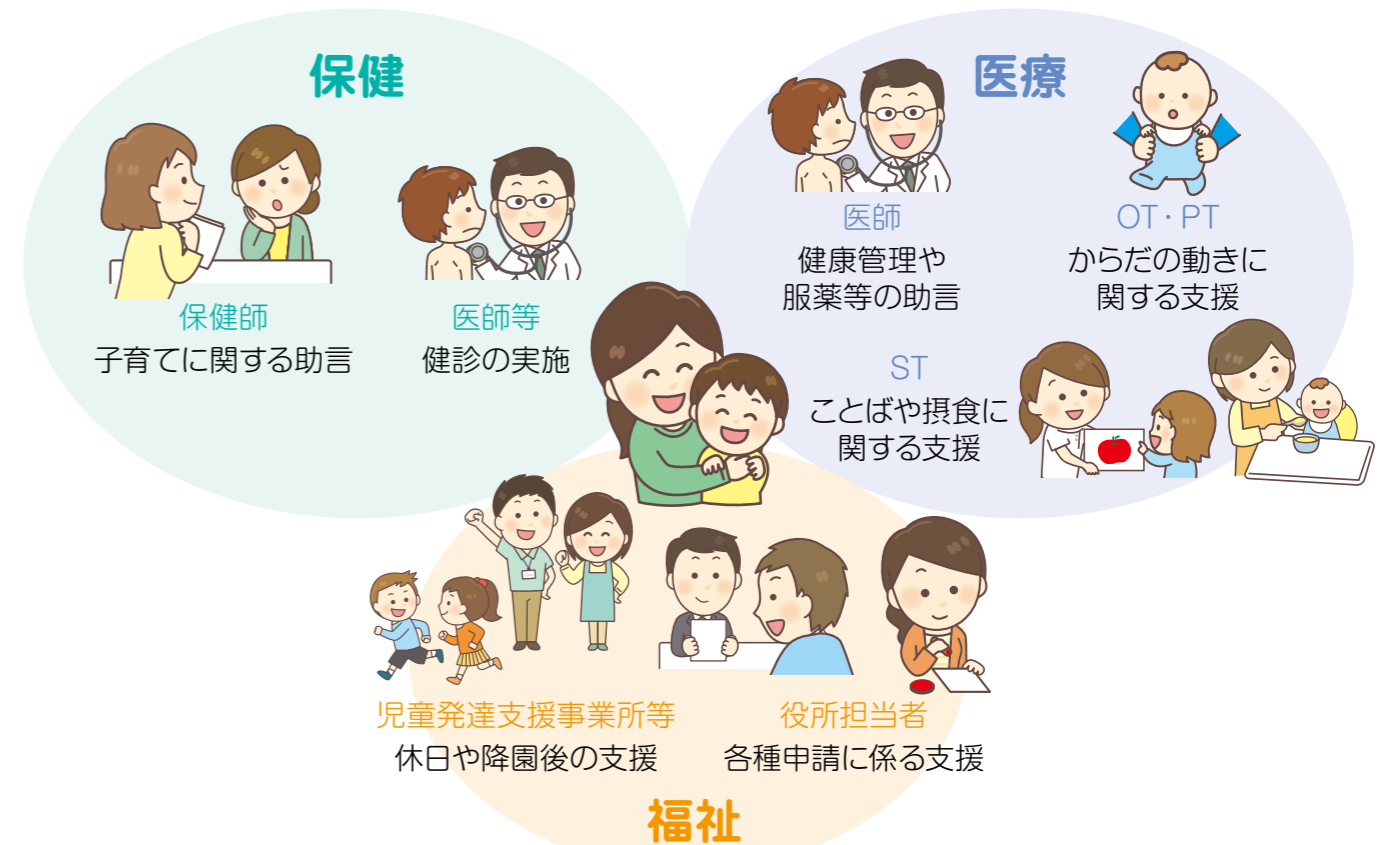 保健
保健師
子育てに関する助言
医師等
健診の実施
医療
医師
健康管理や
服薬等の助言
OT・PT
からだの動きに
関する支援
ST
ことばや摂食に
関する支援
児童発達支援事業所等
休日や降園後の支援
役所担当者
各種申請に係る支援
福祉